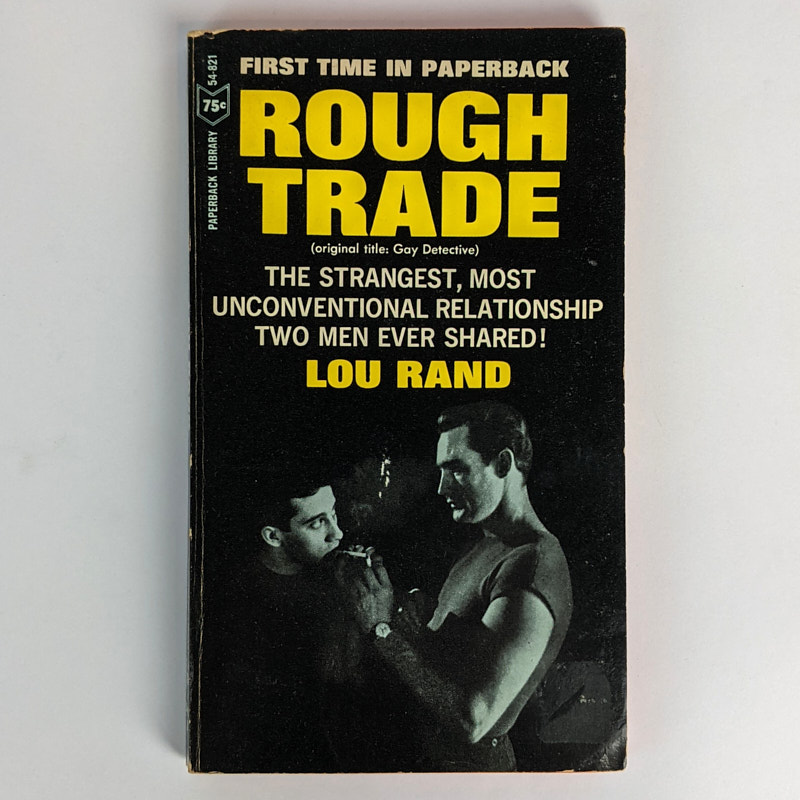 FIRST TIME IN PAPERBACK
54-821
75c
PAPERBACK LIBRARY
ROUGH
TRADE
(original title: Gay Detective)
THE STRANGEST, MOST
UNCONVENTIONAL RELATIONSHIP
TWO MEN EVER SHARED!
LOU RAND